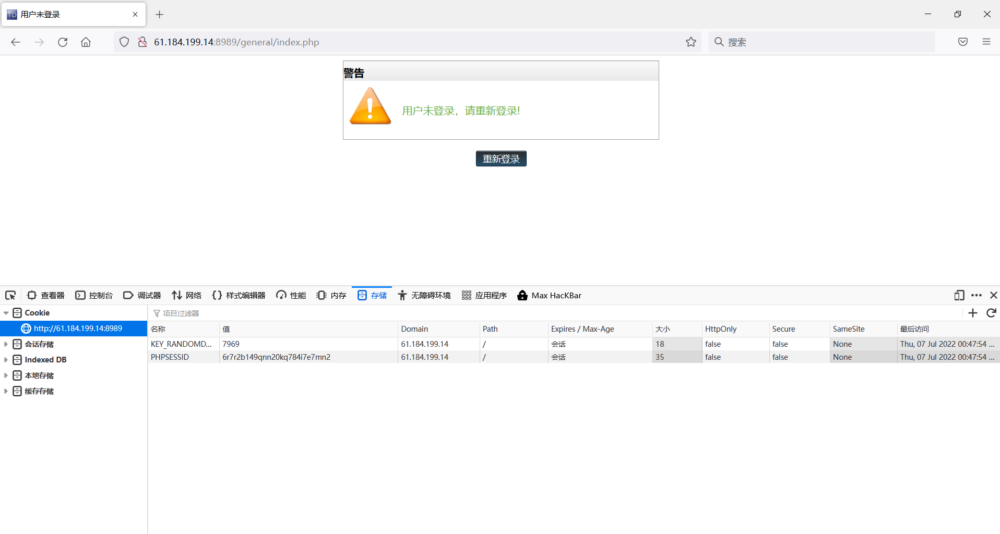 用户未登录
61.184.199.14:8989/general/index.php
搜索
警告
用户未登录，请重新登录!
重新登录
查看器 控制台 调试器 网络 样式编辑器 性能 内存 存储 无障碍环境 应用程序 Max HacKBar
Cookie
项目过滤器
http://61.184.199.14:8989
名称 值 Domain Path Expires / Max-Age 大小 HttpOnly Secure SameSite 最后访问
KEY_RANDOMD... 7969 61.184.199.14 / 会话 18 false false None Thu, 07 Jul 2022 00:47:54 ...
PHPSESSID 6r7r2b149qnn20kq784i7e7mn2 61.184.199.14 / 会话 35 false false None Thu, 07 Jul 2022 00:47:54 ...
会话存储
Indexed DB
本地存储
缓存存储